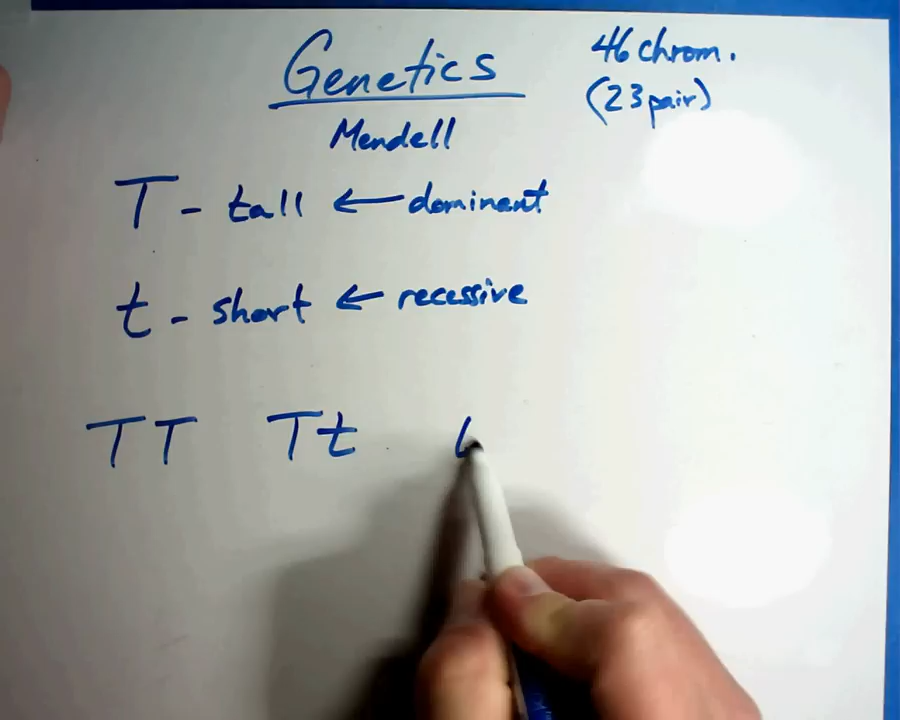 Genetics
46 chrom.
(23 pair)
Mendell
T - tall ← dominant
t - short ← recessive
TT Tt